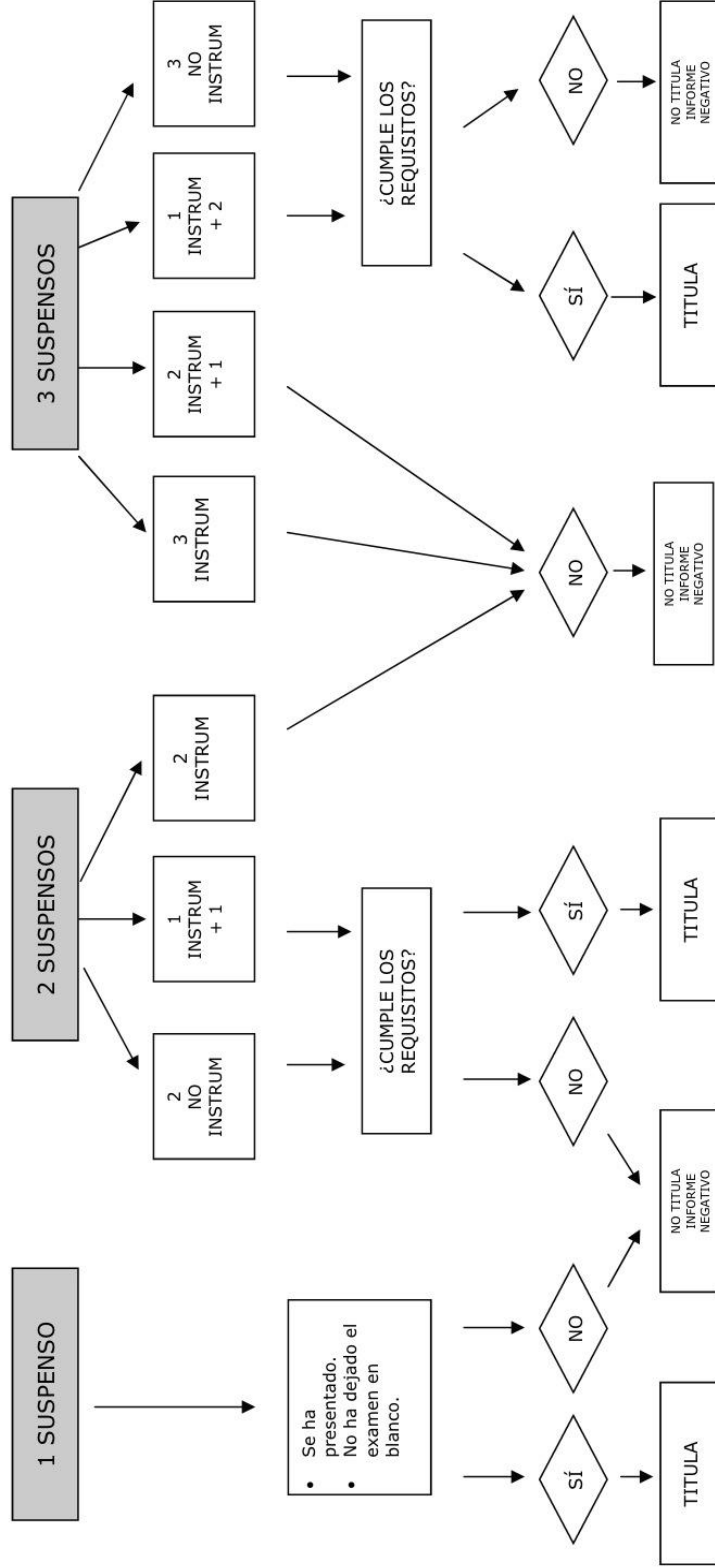 1 SUSPENSO
2 SUSPENSOS
3 SUSPENSOS
2
NO
INSTRUM
1
INSTRUM
+ 1
2
INSTRUM
3
INSTRUM
2
INSTRUM
+ 1
1
INSTRUM
+ 2
3
NO
INSTRUM
• Se ha
presentado.
• No ha dejado el
examen en
blanco.
¿CUMPLE LOS
REQUISITOS?
¿CUMPLE LOS
REQUISITOS?
SÍ
NO
NO
SÍ
NO
SÍ
NO
TITULA
NO TITULA
INFORME
NEGATIVO
TITULA
NO TITULA
INFORME
NEGATIVO
TITULA
NO TITULA
INFORME
NEGATIVO